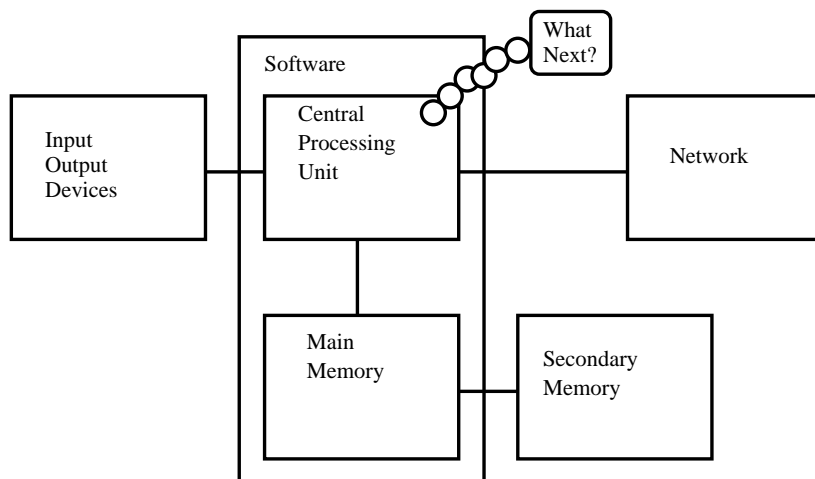 What
Next?
Software
Input
Output
Devices
Central
Processing
Unit
Network
Main
Memory
Secondary
Memory